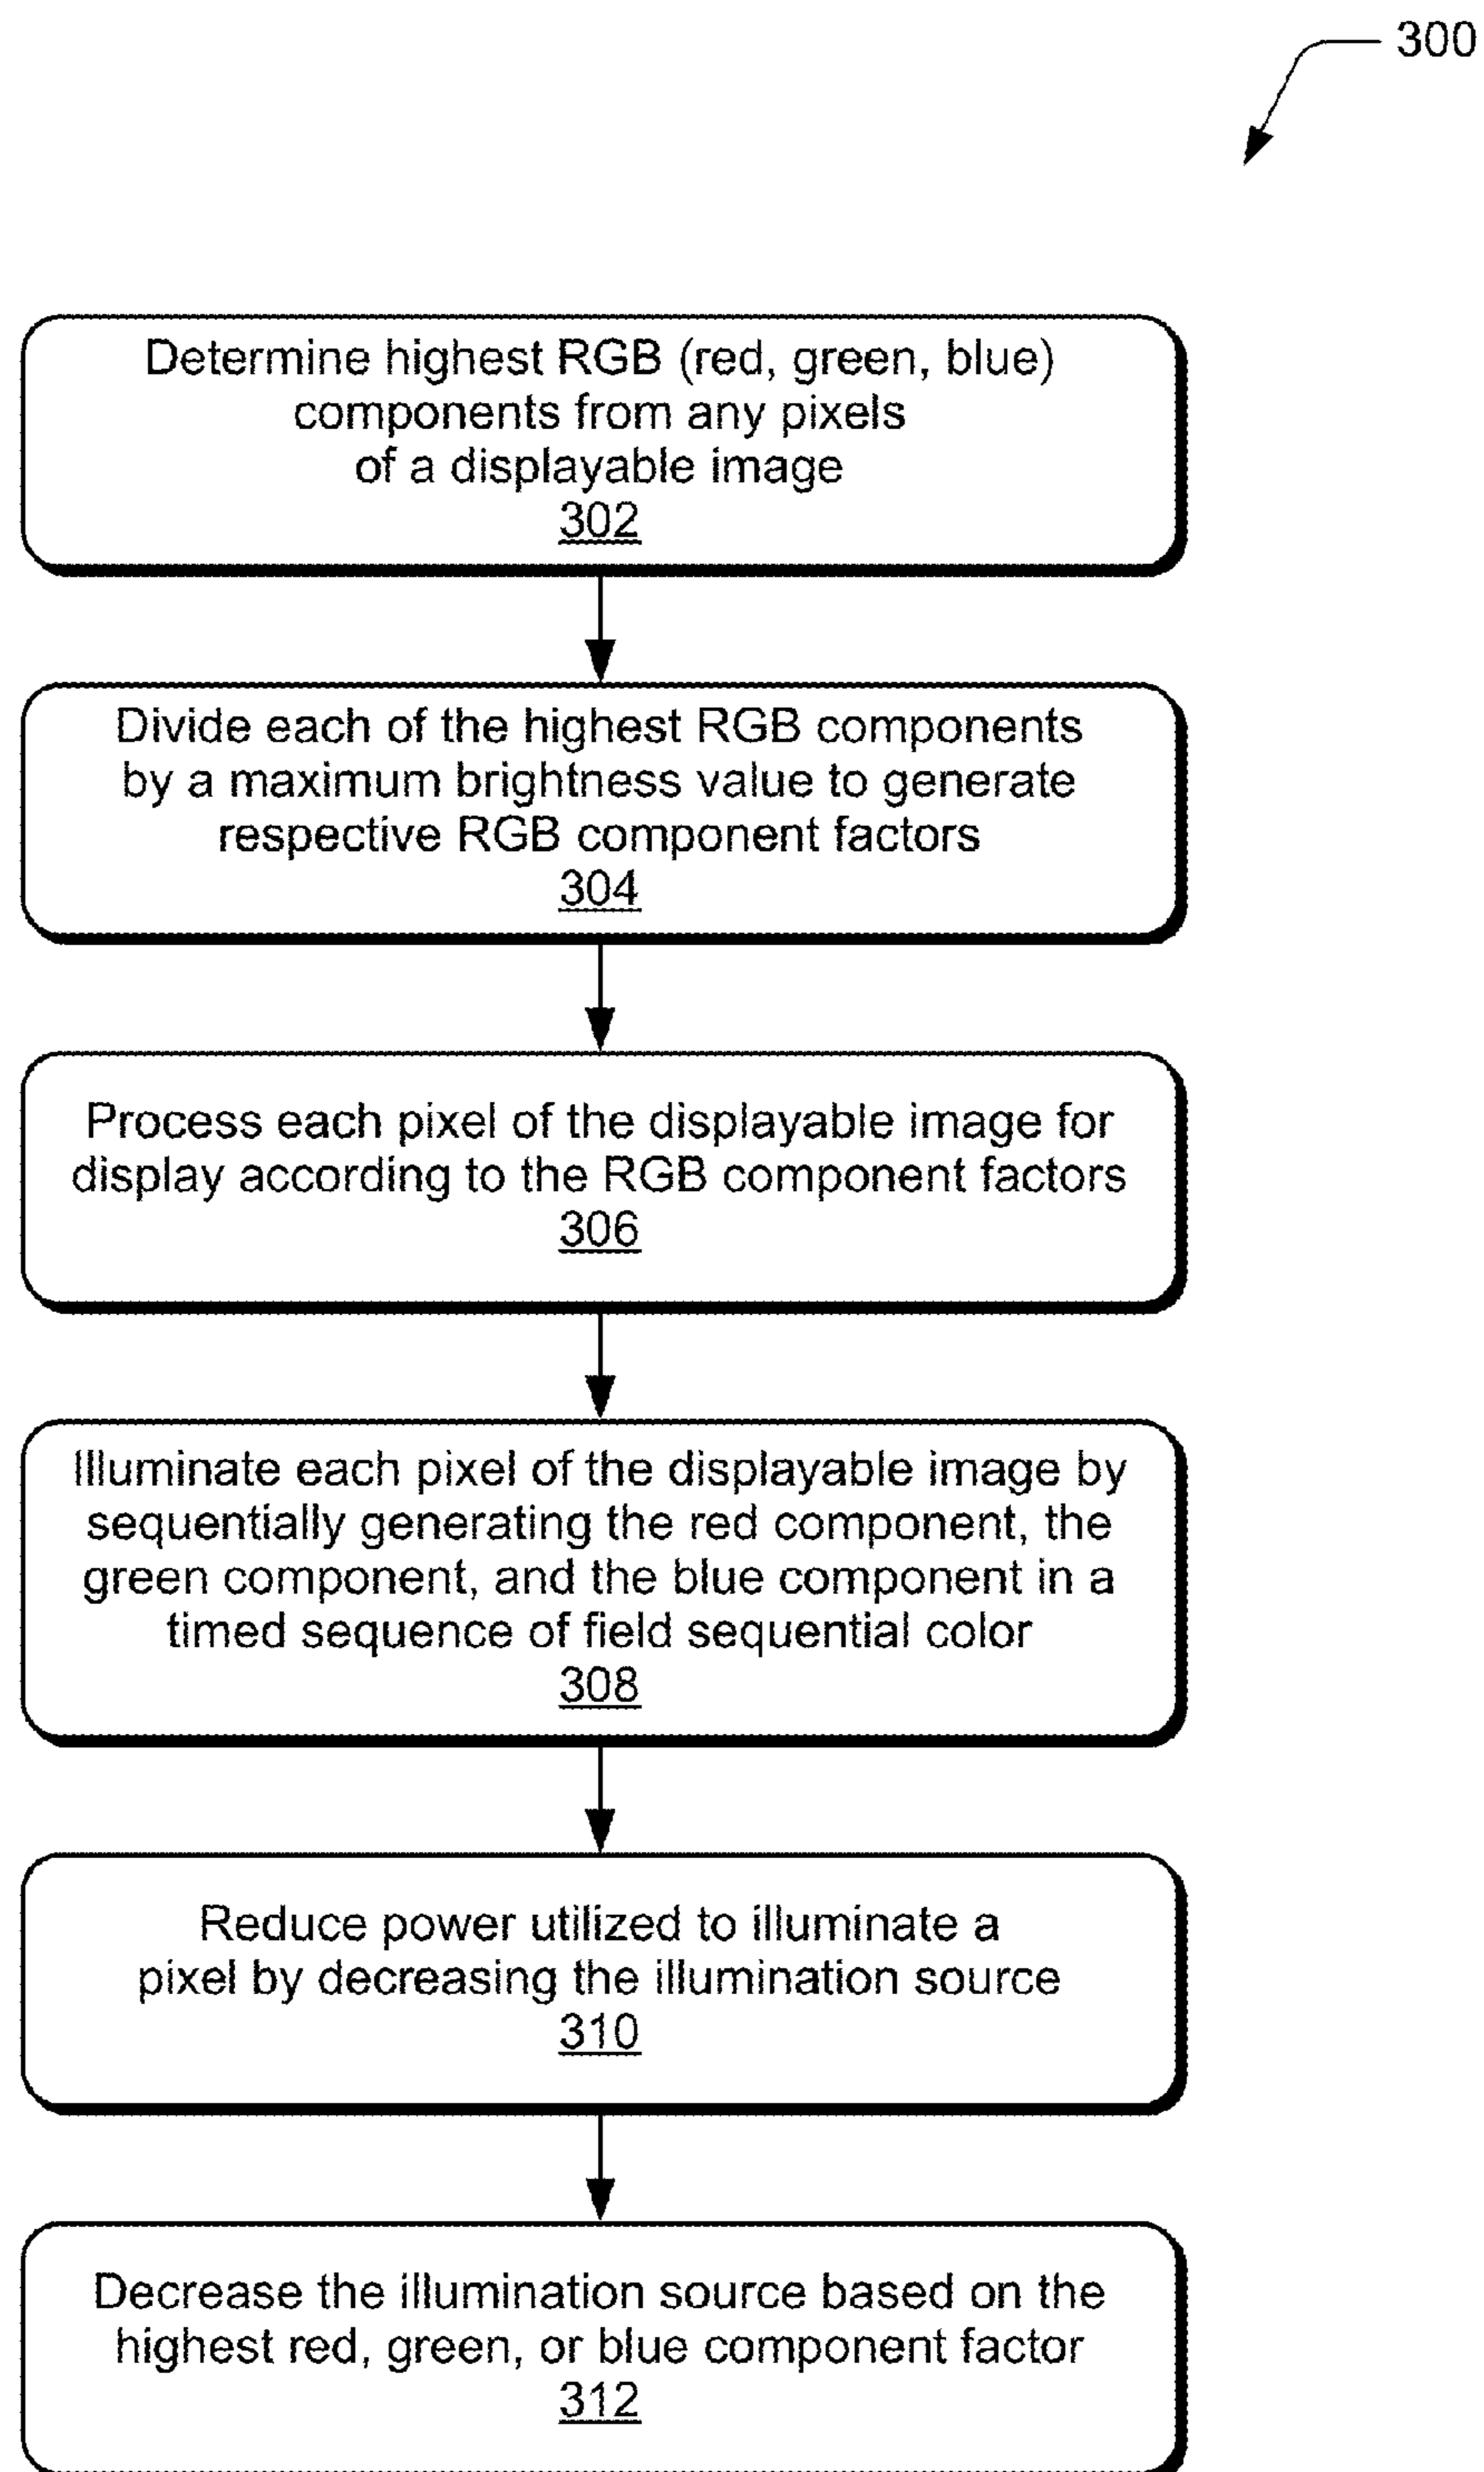 300
Determine highest RGB (red, green, blue)
components from any pixels
of a displayable image
302
Divide each of the highest RGB components
by a maximum brightness value to generate
respective RGB component factors
304
Process each pixel of the displayable image for
display according to the RGB component factors
306
Illuminate each pixel of the displayable image by
sequentially generating the red component, the
green component, and the blue component in a
timed sequence of field sequential color
308
Reduce power utilized to illuminate a
pixel by decreasing the illumination source
310
Decrease the illumination source based on the
highest red, green, or blue component factor
312